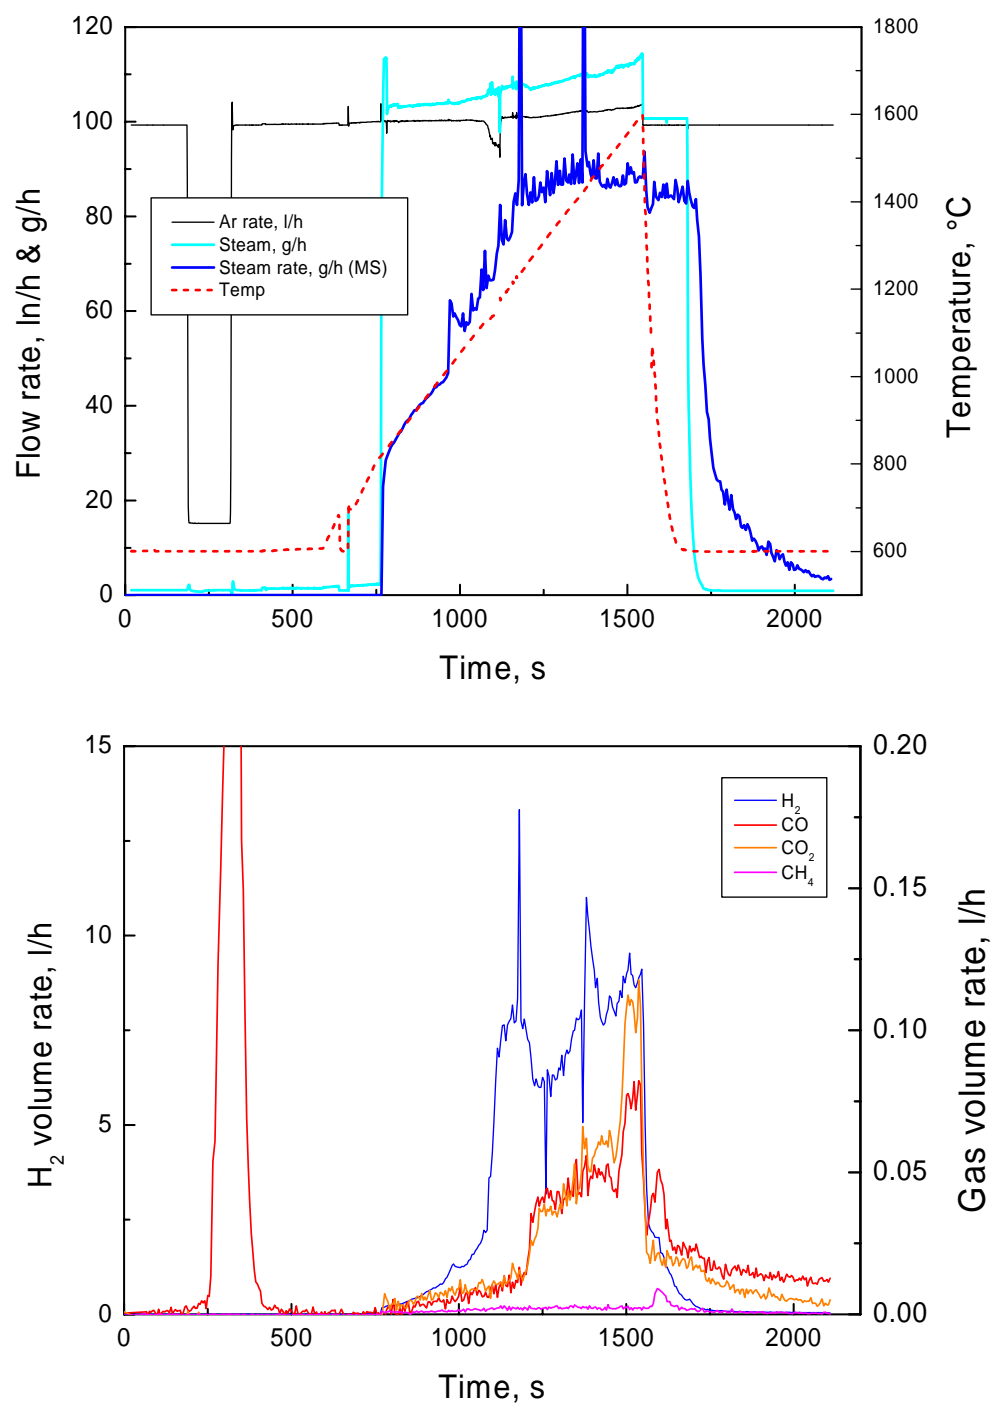 120
100
80
60
40
20
0
Flow rate, ln/h & g/h
1800
1600
1400
1200
1000
800
600
Temperature, °C
Ar rate, l/h
Steam, g/h
Steam rate, g/h (MS)
Temp
0 500 1000 1500 2000
Time, s
15
10
5
0
H₂ volume rate, l/h
0.20
0.15
0.10
0.05
0.00
Gas volume rate, l/h
H₂
CO
CO₂
CH₄
0 500 1000 1500 2000
Time, s